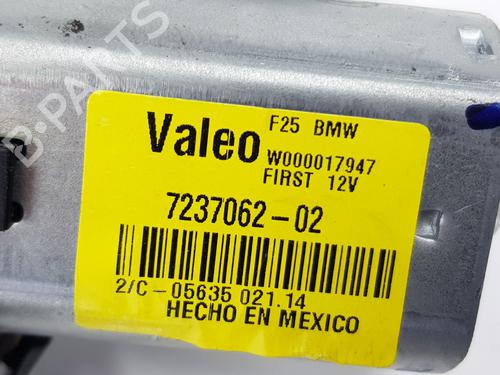 B-PARTS
Valeo
F25 BMW
W000017947
FIRST 12V
7237062-02
2/C-05635 021.14
HECHO EN MEXICO